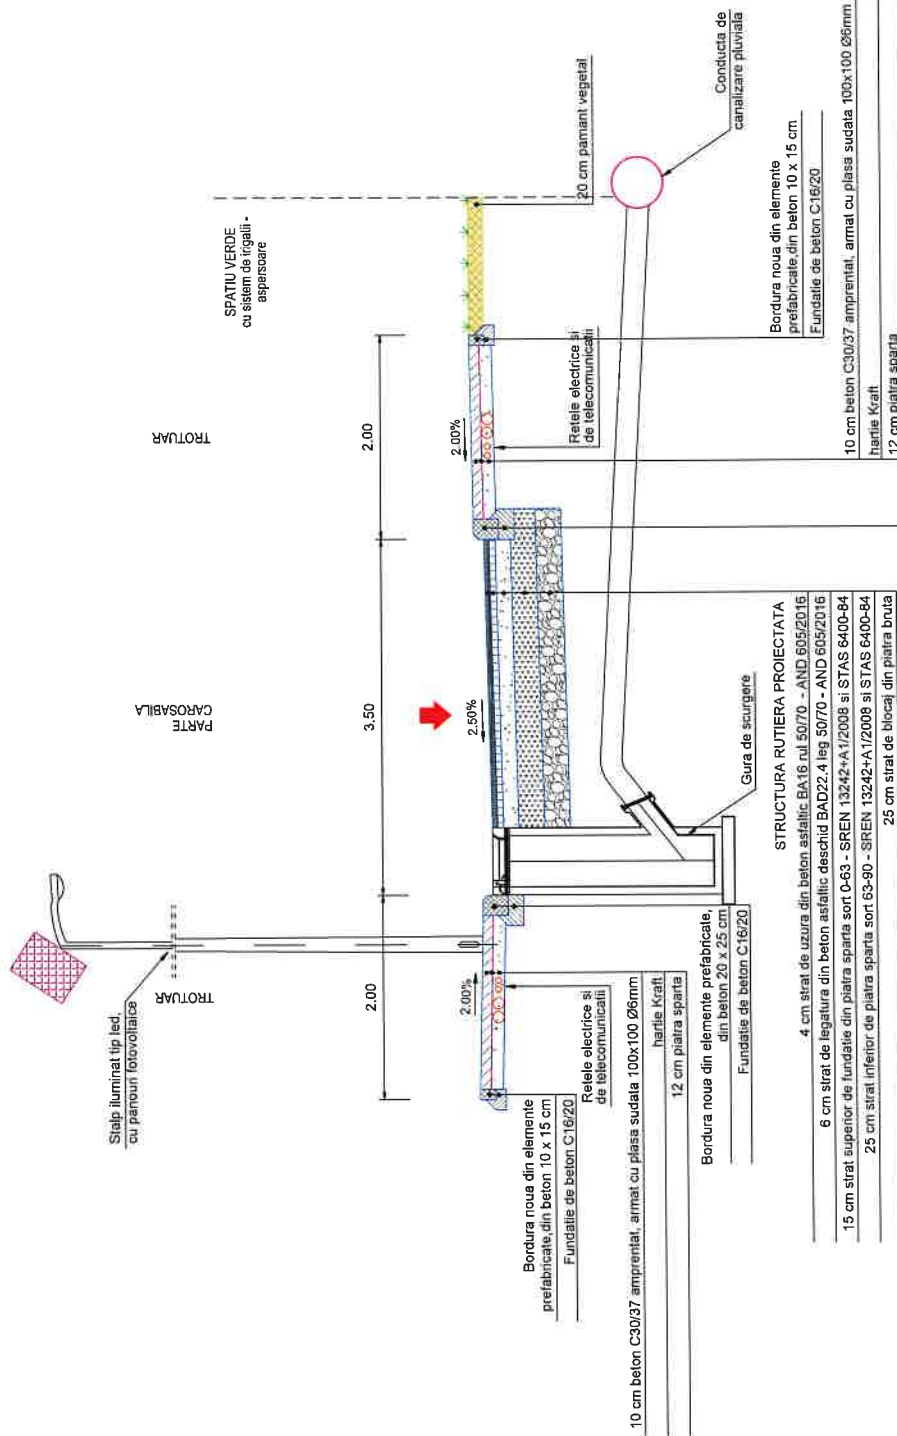 Stalp iluminat tip led,
cu panouri fotovoltaice
TROTUAR
PARTE
CAROSABILA
TROTUAR
SPATIU VERDE
cu sistem de irigatii -
aspersoare
2.00
3.50
2.00
2.00%
2.50%
2.00%
20 cm pamant vegetal
Retele electrice si
de telecomunicatii
Conducta de
canalizare pluviala
Bordura noua din elemente
prefabricate,din beton 10 x 15 cm
Fundatie de beton C16/20
10 cm beton C30/37 amprentat, armat cu plasa sudata 100x100 Ø6mm
hartie Kraft
12 cm piatra sparta
Bordura noua din elemente
prefabricate,din beton 10 x 15 cm
Fundatie de beton C16/20
Retele electrice si
de telecomunicatii
10 cm beton C30/37 amprentat, armat cu plasa sudata 100x100 Ø6mm
hartie Kraft
12 cm piatra sparta
Bordura noua din elemente prefabricate,
din beton 20 x 25 cm
Fundatie de beton C16/20
Gura de scurgere
STRUCTURA RUTIERA PROIECTATA
4 cm strat de uzura din beton asfaltic BA16 rul 50/70 - AND 605/2016
6 cm strat de legatura din beton asfaltic deschid BAD22.4 leg 50/70 - AND 605/2016
15 cm strat superior de fundatie din piatra sparta sort 0-63 - SREN 13242+A1/2008 si STAS 6400-84
25 cm strat inferior de piatra sparta sort 63-90 - SREN 13242+A1/2008 si STAS 6400-84
25 cm strat de blocaj din piatra bruta